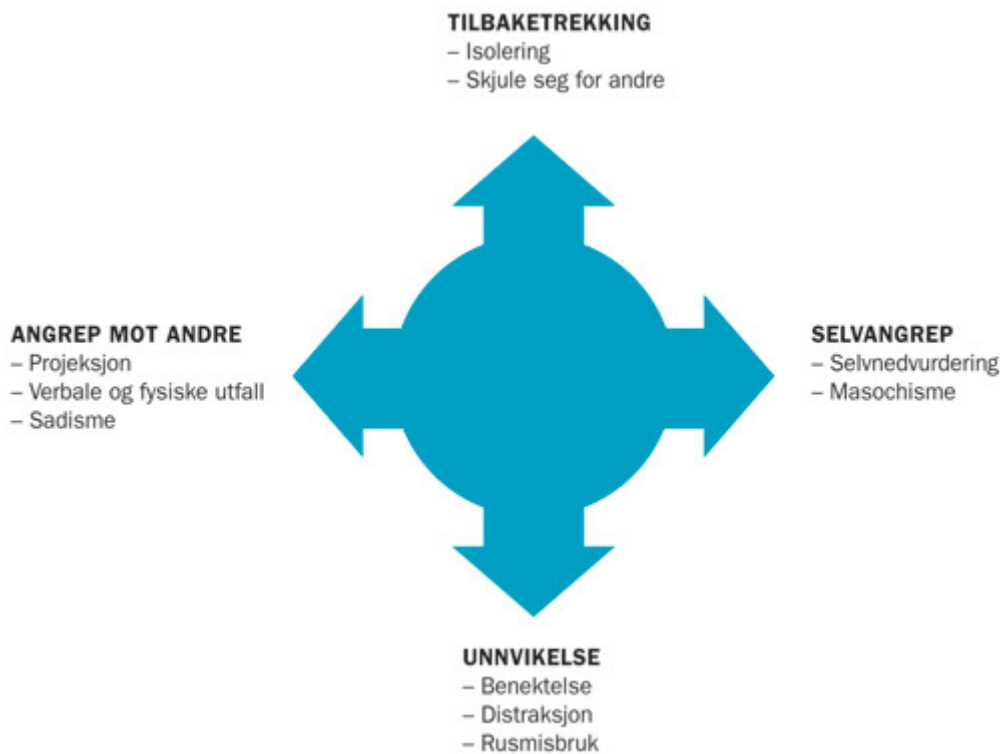 TILBAKETREKKING
– Isolering
– Skjule seg for andre
ANGREP MOT ANDRE
– Projeksjon
– Verbale og fysiske utfall
– Sadisme
SELVANGREP
– Selvnedvurdering
– Masochisme
UNNVIKELSE
– Benektelse
– Distraksjon
– Rusmisbruk